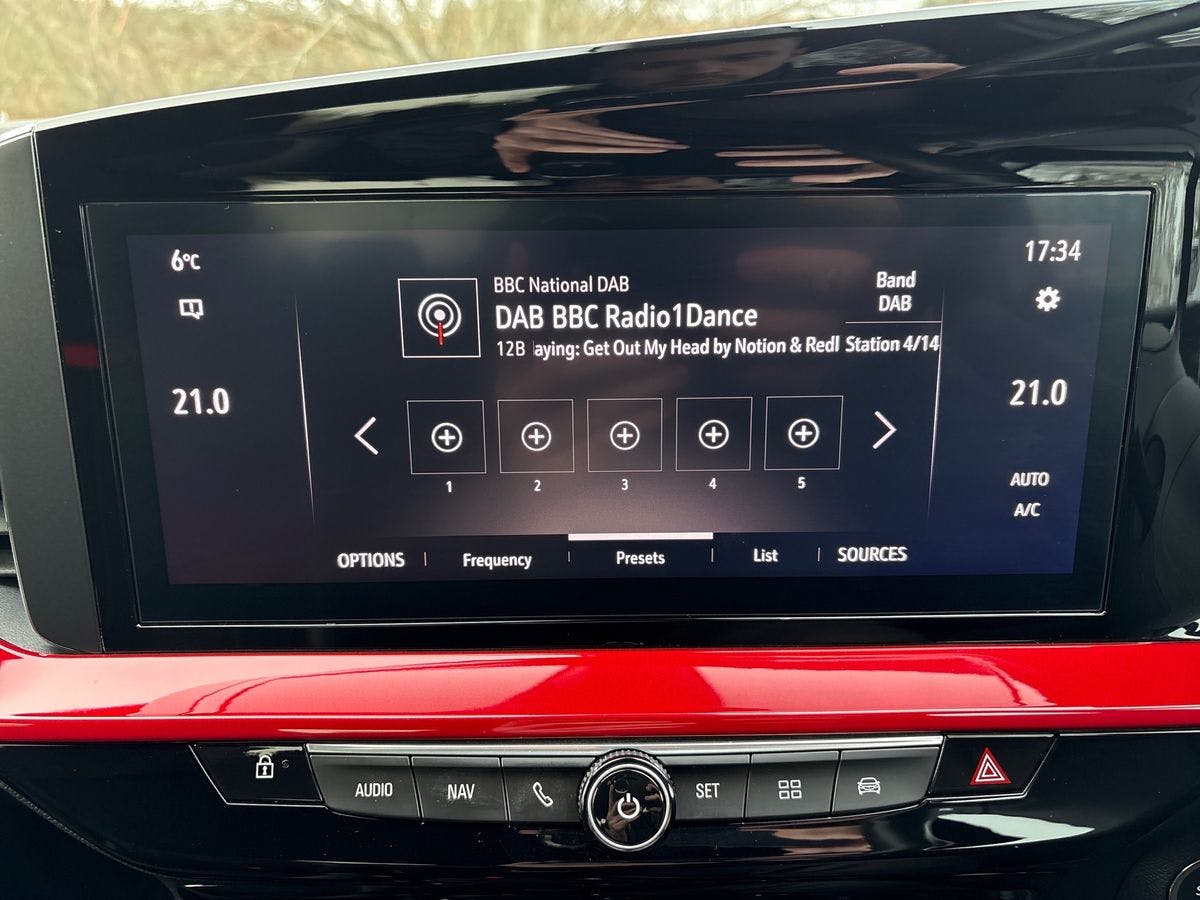 6°C
17:34
BBC National DAB
Band
DAB
DAB BBC Radio1Dance
12B aying: Get Out My Head by Notion & Redl Station 4/14
21.0
21.0
1 2 3 4 5
AUTO
A/C
OPTIONS Frequency Presets List SOURCES
AUDIO NAV SET